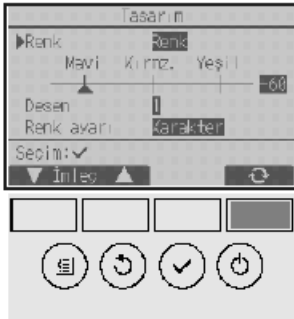 Tasarım
Renk Renk
Mavi Kırmz. Yeşil
-60
Desen 1
Renk ayarı Karakter
Seçim:✓
▼ İmleç ▲